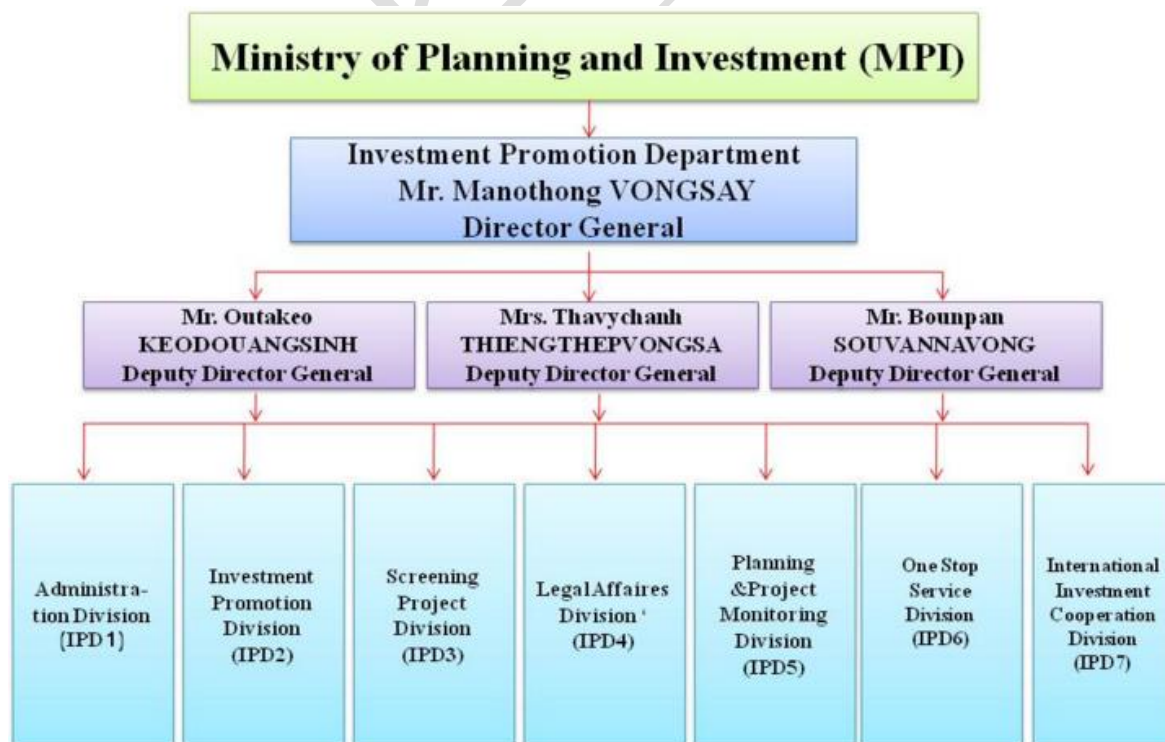 Ministry of Planning and Investment (MPI)
Investment Promotion Department
Mr. Manothong VONGSAY
Director General
Mr. Outakeo
KEODOUANGSINH
Deputy Director General
Mrs. Thavychanh
THIENGTHEPVONGSA
Deputy Director General
Mr. Bounpan
SOUVANNAVONG
Deputy Director General
Administra-
tion Division
(IPD1)
Investment
Promotion
Division
(IPD2)
Screening
Project
Division
(IPD3)
Legal Affaires
Division ‘
(IPD4)
Planning
&Project
Monitoring
Division
(IPD5)
One Stop
Service
Division
(IPD6)
International
Investment
Cooperation
Division
(IPD7)